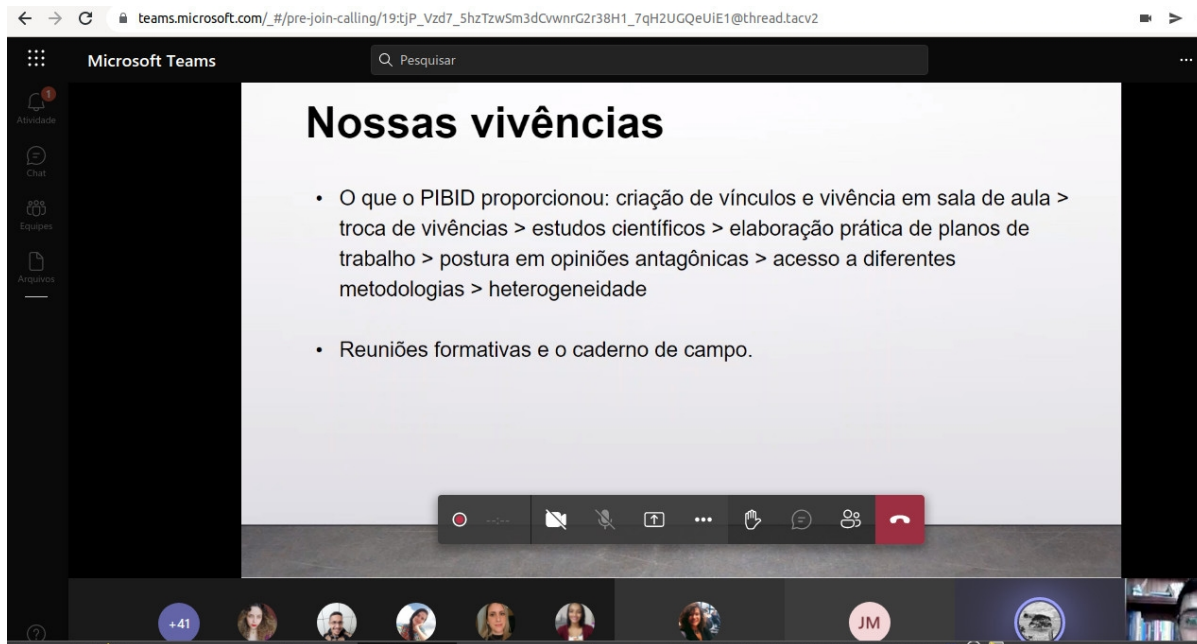 teams.microsoft.com/_#/pre-join-calling/19:tjP_Vzd7_5hzTzwSm3dCvwnrG2r38H1_7qH2UGQeUiE1@thread.tacv2
Microsoft Teams
Pesquisar
1
Atividade
Chat
Equipes
Arquivos
Nossas vivências
• O que o PIBID proporcionou: criação de vínculos e vivência em sala de aula >
troca de vivências > estudos científicos > elaboração prática de planos de
trabalho > postura em opiniões antagônicas > acesso a diferentes
metodologias > heterogeneidade
• Reuniões formativas e o caderno de campo.
--:--
+41
JM